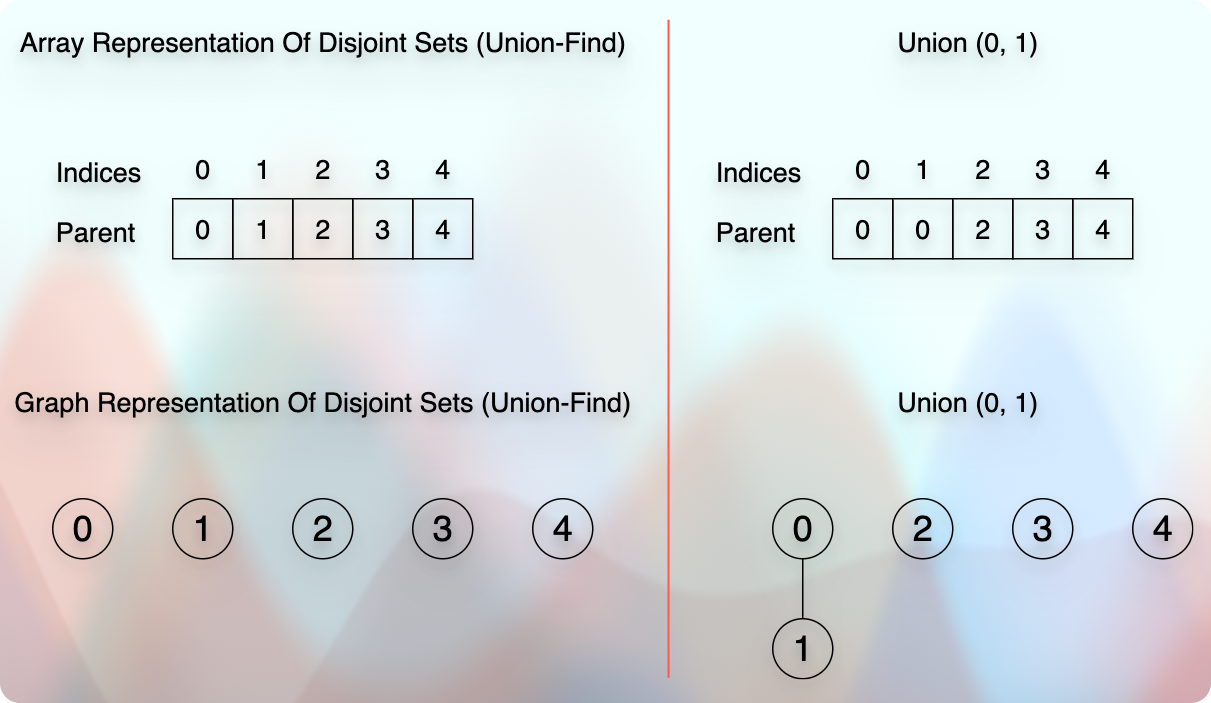 Array Representation Of Disjoint Sets (Union-Find)
Indices 0 1 2 3 4
Parent 0 1 2 3 4
Graph Representation Of Disjoint Sets (Union-Find)
0 1 2 3 4
Union (0, 1)
Indices 0 1 2 3 4
Parent 0 0 2 3 4
Union (0, 1)
0 2 3 4
1